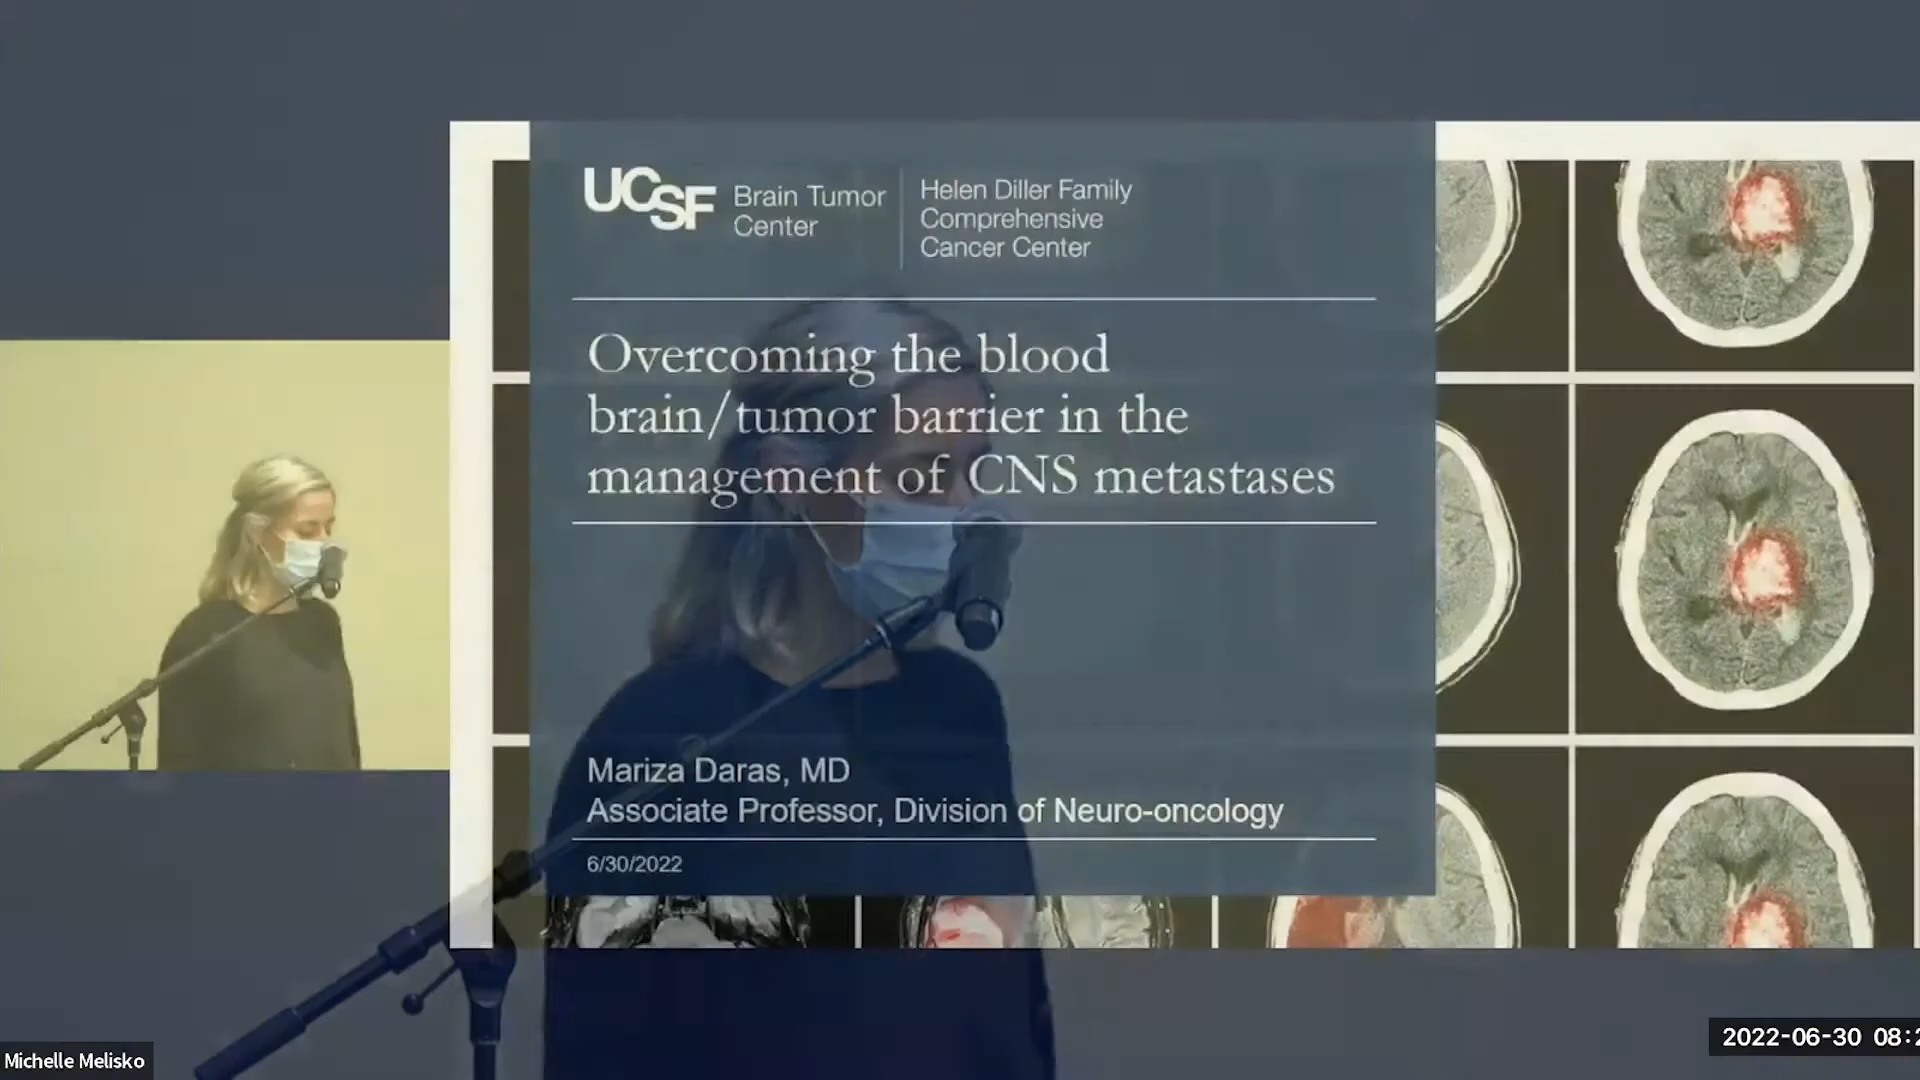 UCSF
Brain Tumor
Center
Helen Diller Family
Comprehensive
Cancer Center
Overcoming the blood
brain/tumor barrier in the
management of CNS metastases
Mariza Daras, MD
Associate Professor, Division of Neuro-oncology
6/30/2022
Michelle Melisko
2022-06-30 08:2